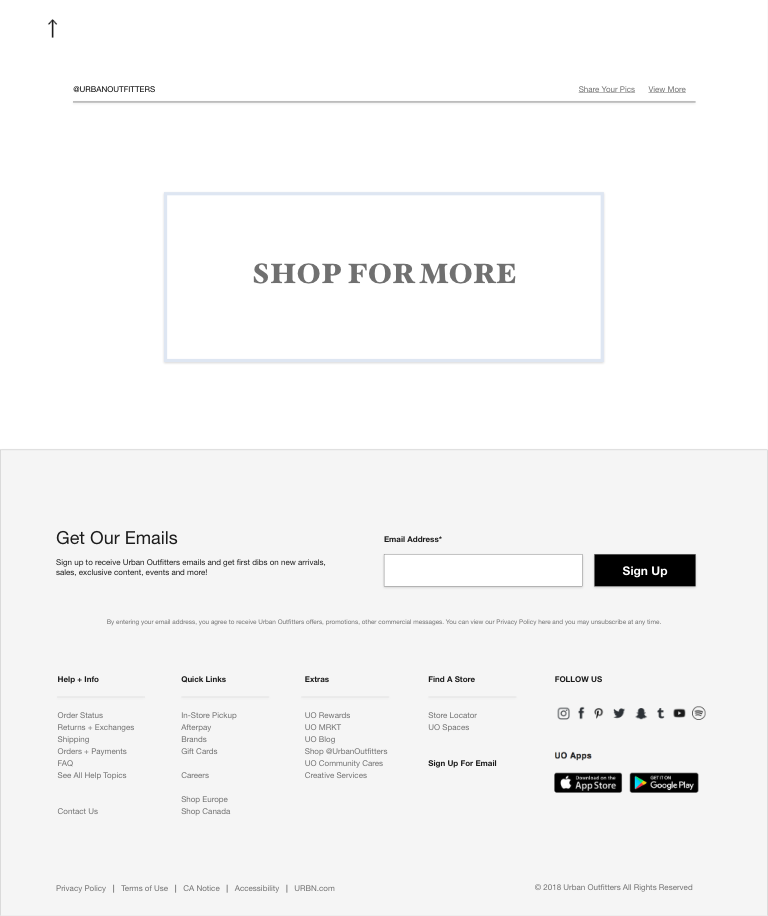 @URBANOUTFITTERS
Share Your Pics View More
SHOP FOR MORE
Get Our Emails
Sign up to receive Urban Outfitters emails and get first dibs on new arrivals,
sales, exclusive content, events and more!
Email Address*
Sign Up
By entering your email address, you agree to receive Urban Outfitters offers, promotions, other commercial messages. You can view our Privacy Policy here and you may unsubscribe at any time.
Help + Info
Order Status
Returns + Exchanges
Shipping
Orders + Payments
FAQ
See All Help Topics
Contact Us
Quick Links
In-Store Pickup
Afterpay
Brands
Gift Cards
Careers
Shop Europe
Shop Canada
Extras
UO Rewards
UO MRKT
UO Blog
Shop @UrbanOutfitters
UO Community Cares
Creative Services
Find A Store
Store Locator
UO Spaces
Sign Up For Email
FOLLOW US
UO Apps
Download on the
App Store
GET IT ON
Google Play
Privacy Policy | Terms of Use | CA Notice | Accessibility | URBN.com
© 2018 Urban Outfitters All Rights Reserved